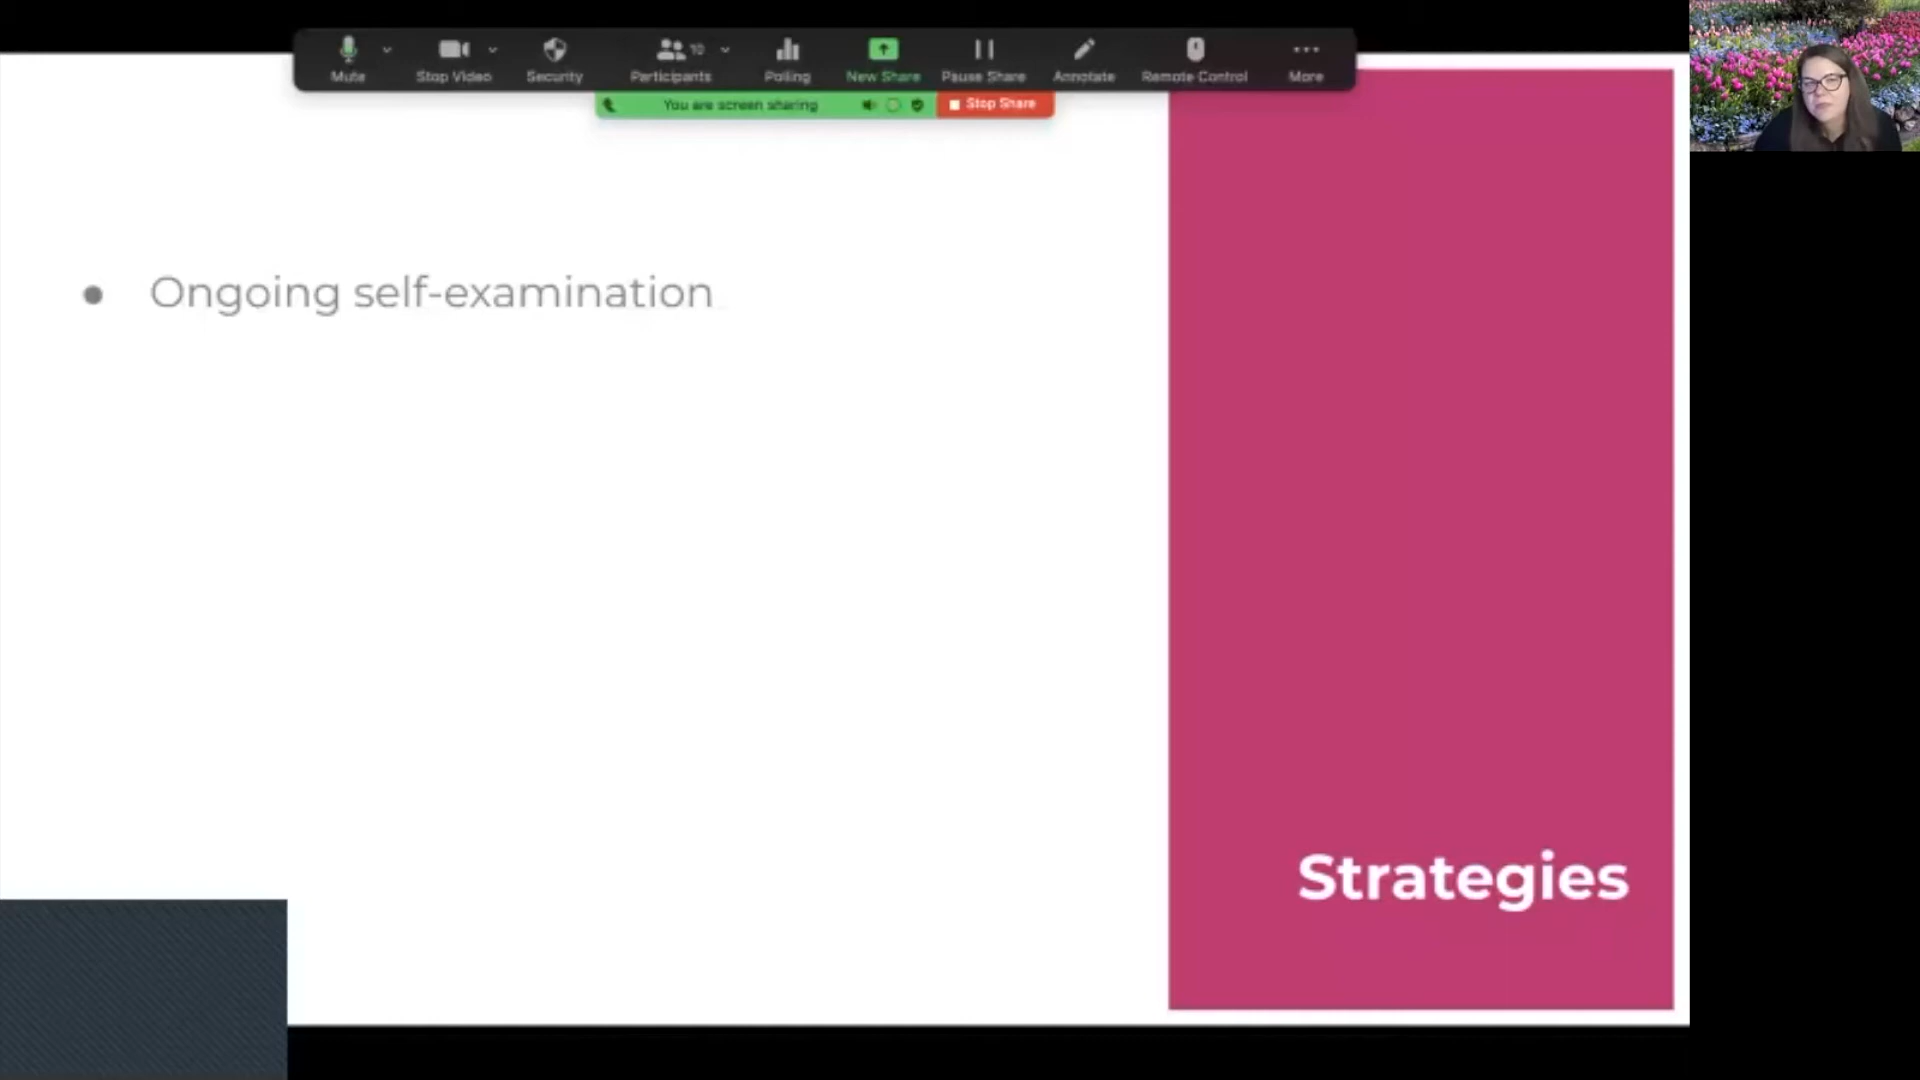 Mute
Stop Video
Security
10
Participants
Polling
New Share
Pause Share
Annotate
Remote Control
More
You are screen sharing
Stop Share
• Ongoing self-examination
Strategies